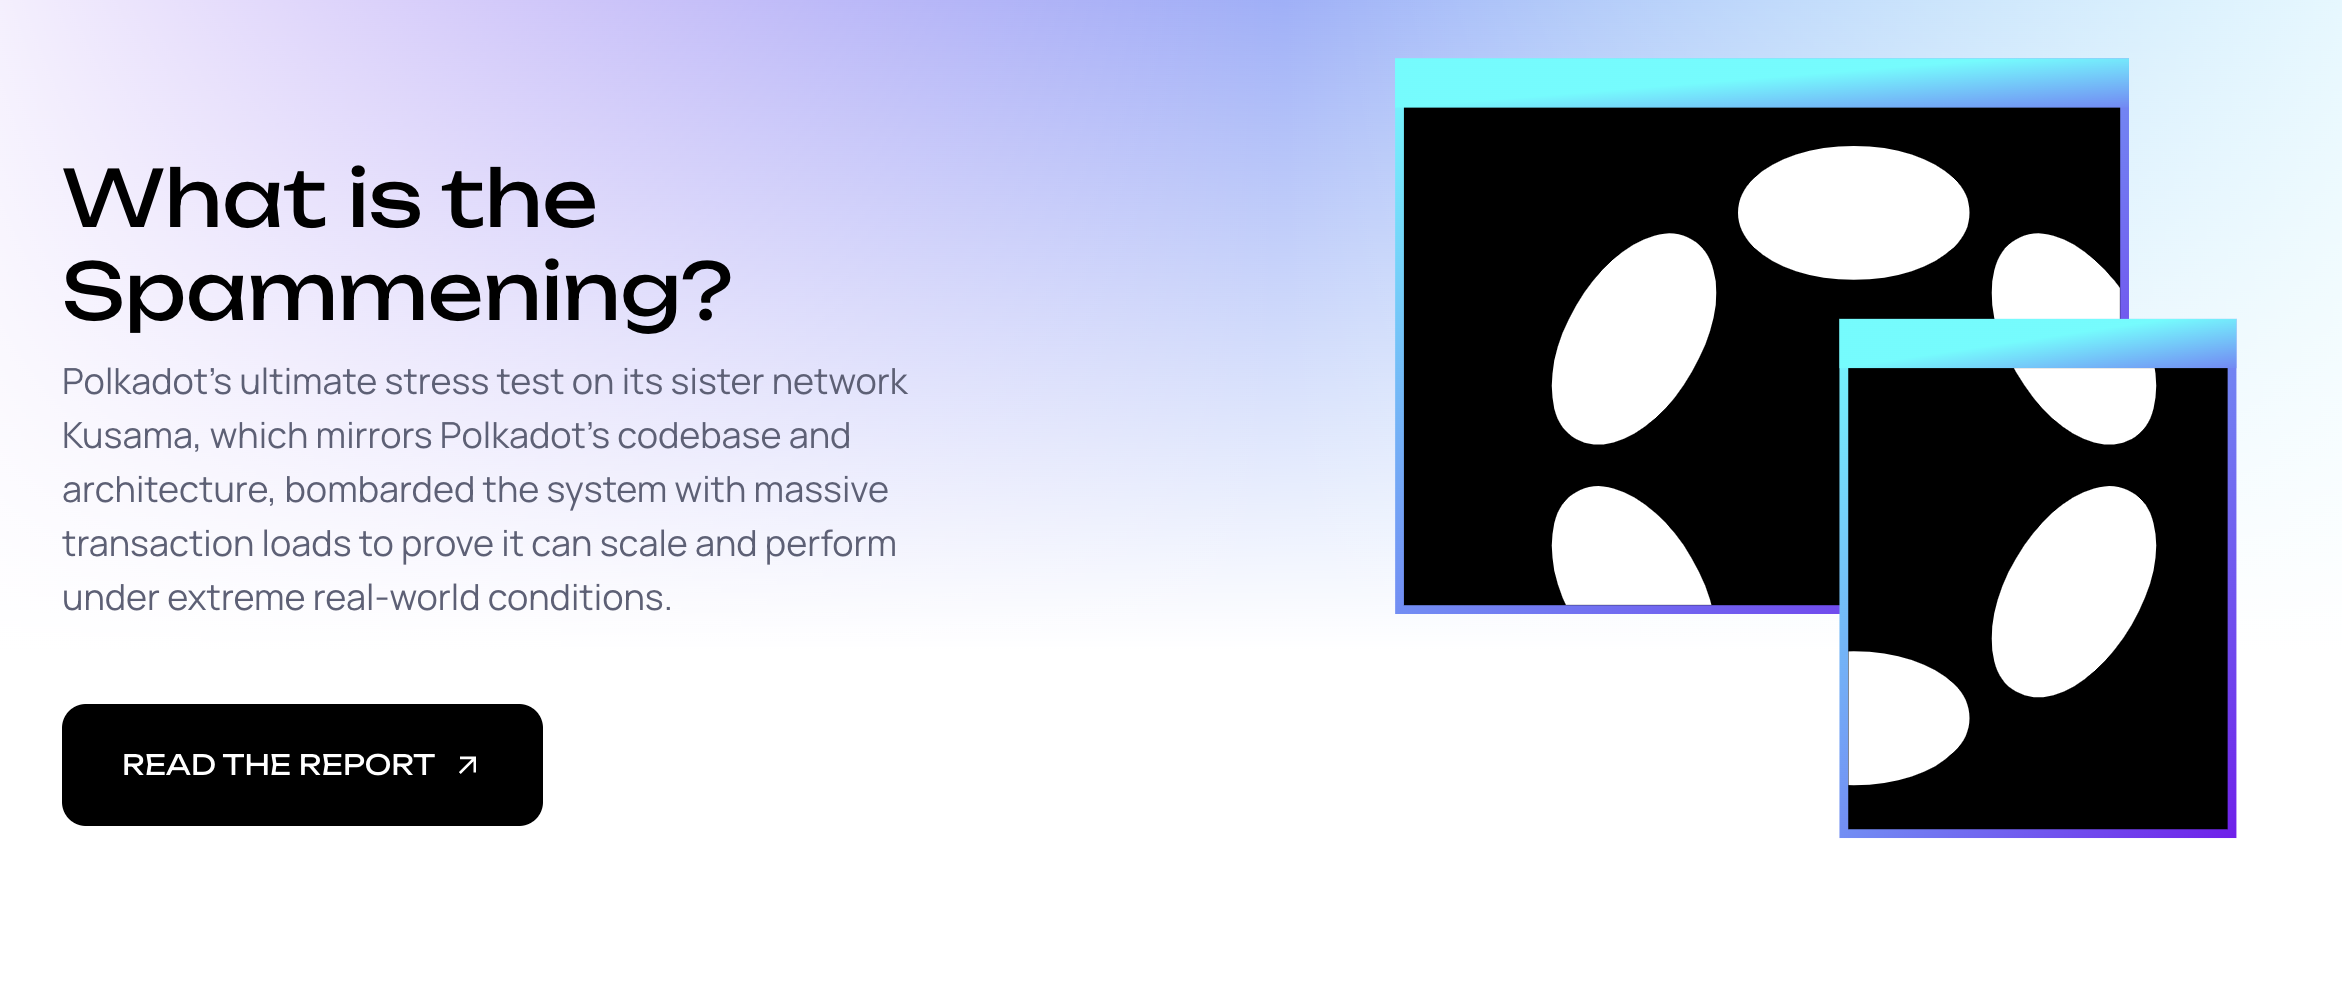 What is the
Spammening?
Polkadot’s ultimate stress test on its sister network
Kusama, which mirrors Polkadot’s codebase and
architecture, bombarded the system with massive
transaction loads to prove it can scale and perform
under extreme real-world conditions.
READ THE REPORT